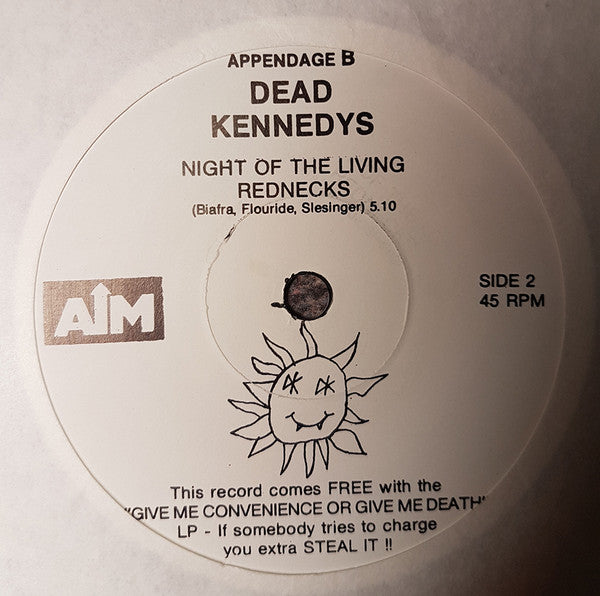 APPENDAGE B
DEAD
KENNEDYS
NIGHT OF THE LIVING
REDNECKS
(Biafra, Flouride, Slesinger) 5.10
AIM
SIDE 2
45 RPM
DK DK
This record comes FREE with the
"GIVE ME CONVENIENCE OR GIVE ME DEATH"
LP - If somebody tries to charge
you extra STEAL IT !!